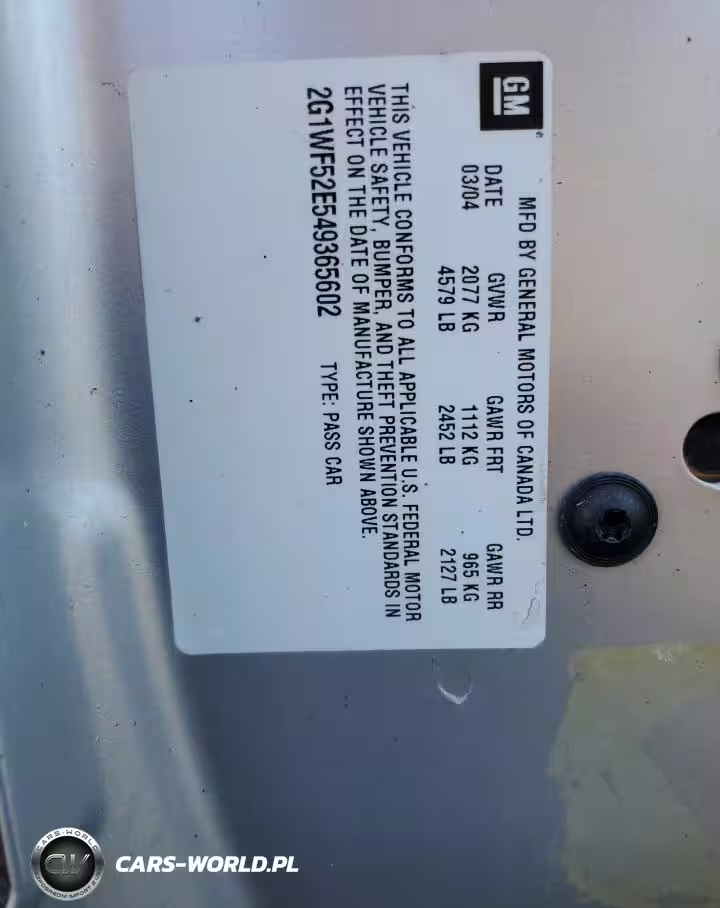 GM
MFD BY GENERAL MOTORS OF CANADA LTD.
DATE GVWR GAWR FRT GAWR RR
03/04 2077 KG 1112 KG 965 KG
4579 LB 2452 LB 2127 LB
THIS VEHICLE CONFORMS TO ALL APPLICABLE U.S. FEDERAL MOTOR
VEHICLE SAFETY, BUMPER, AND THEFT PREVENTION STANDARDS IN
EFFECT ON THE DATE OF MANUFACTURE SHOWN ABOVE.
2G1WF52E549365602 TYPE: PASS CAR
CARS-WORLD
CW
CARS-WORLD.PL